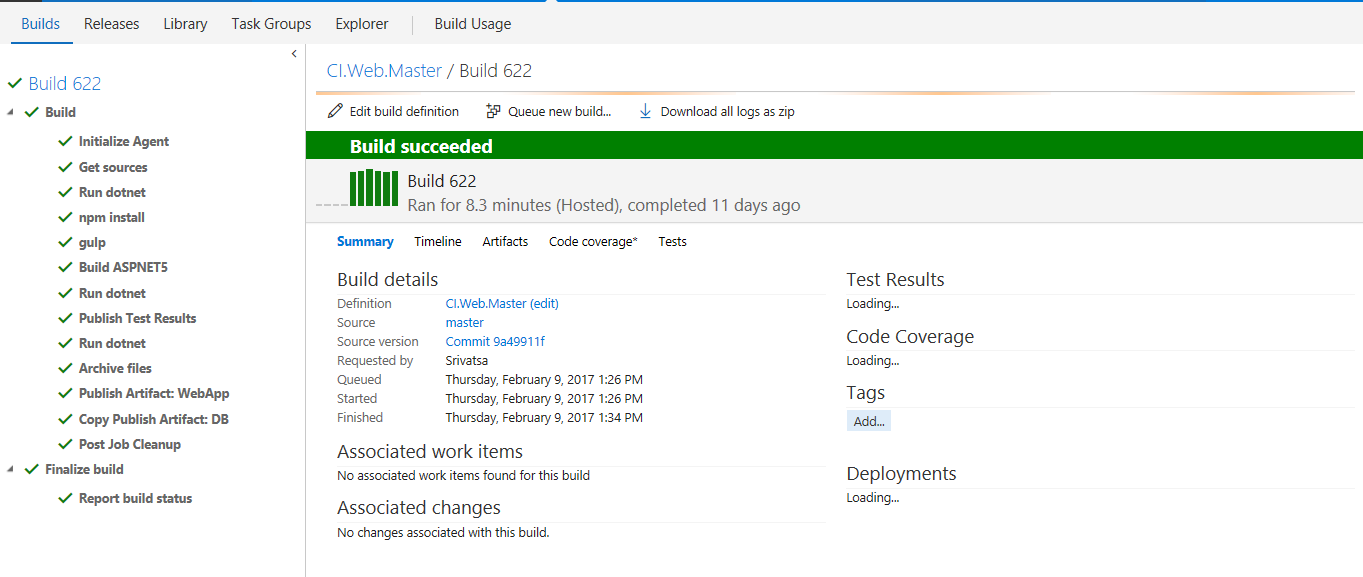 Builds Releases Library Task Groups Explorer Build Usage
Build 622
Build
Initialize Agent
Get sources
Run dotnet
npm install
gulp
Build ASPNET5
Run dotnet
Publish Test Results
Run dotnet
Archive files
Publish Artifact: WebApp
Copy Publish Artifact: DB
Post Job Cleanup
Finalize build
Report build status
CI.Web.Master / Build 622
Edit build definition Queue new build... Download all logs as zip
Build succeeded
Build 622
Ran for 8.3 minutes (Hosted), completed 11 days ago
Summary Timeline Artifacts Code coverage* Tests
Build details
Definition CI.Web.Master (edit)
Source master
Source version Commit 9a49911f
Requested by Srivatsa
Queued Thursday, February 9, 2017 1:26 PM
Started Thursday, February 9, 2017 1:26 PM
Finished Thursday, February 9, 2017 1:34 PM
Associated work items
No associated work items found for this build
Associated changes
No changes associated with this build.
Test Results
Loading...
Code Coverage
Loading...
Tags
Add...
Deployments
Loading...